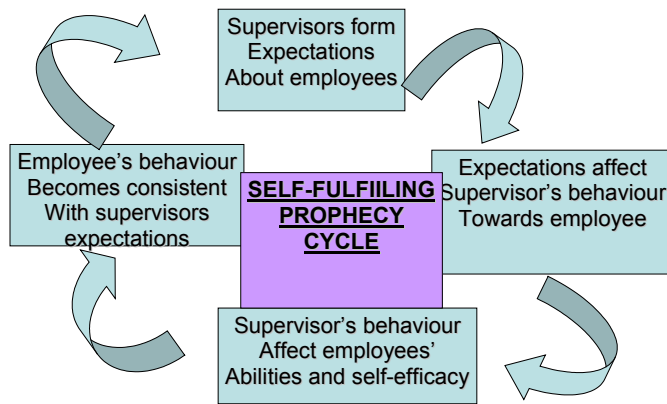 Supervisors form
Expectations
About employees
Employee's behaviour
Becomes consistent
With supervisors
expectations
SELF-FULFIILING
PROPHECY
CYCLE
Expectations affect
Supervisor's behaviour
Towards employee
Supervisor's behaviour
Affect employees'
Abilities and self-efficacy